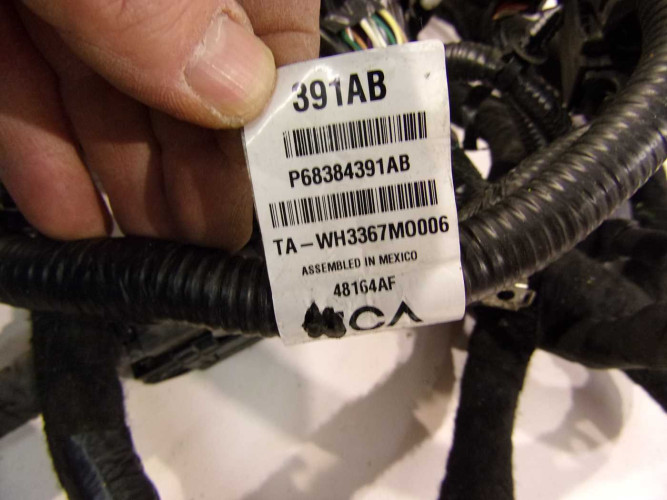 391AB
P68384391AB
TA-WH3367M0006
ASSEMBLED IN MEXICO
48164AF